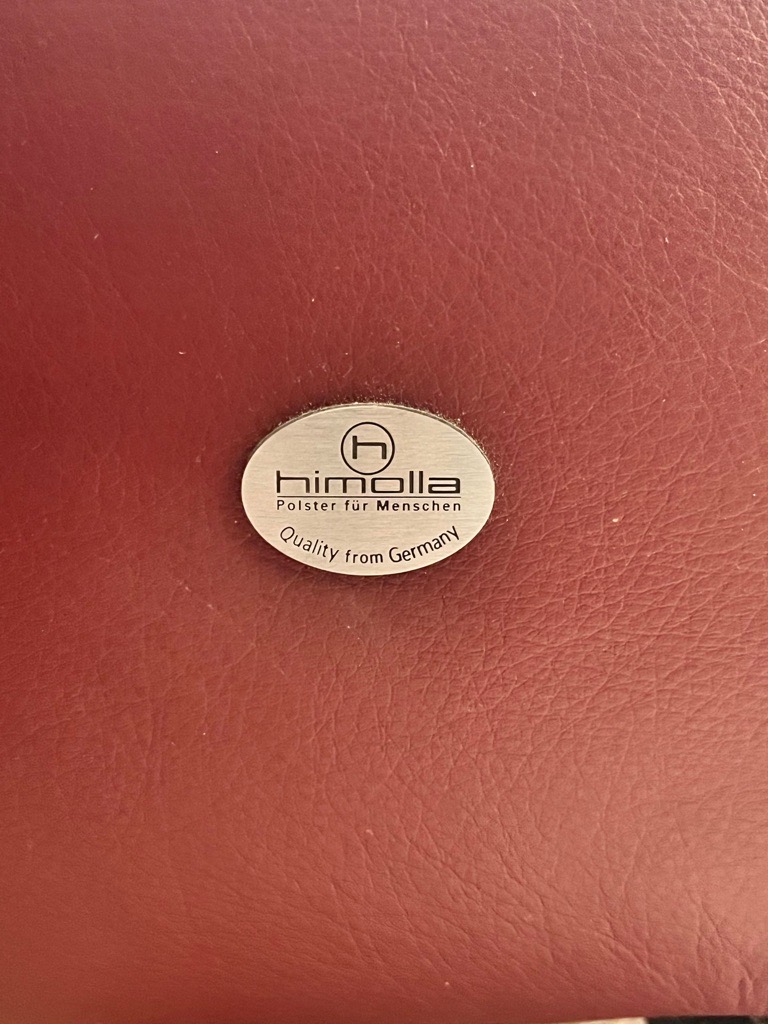 h
himolla
Polster für Menschen
Quality from Germany